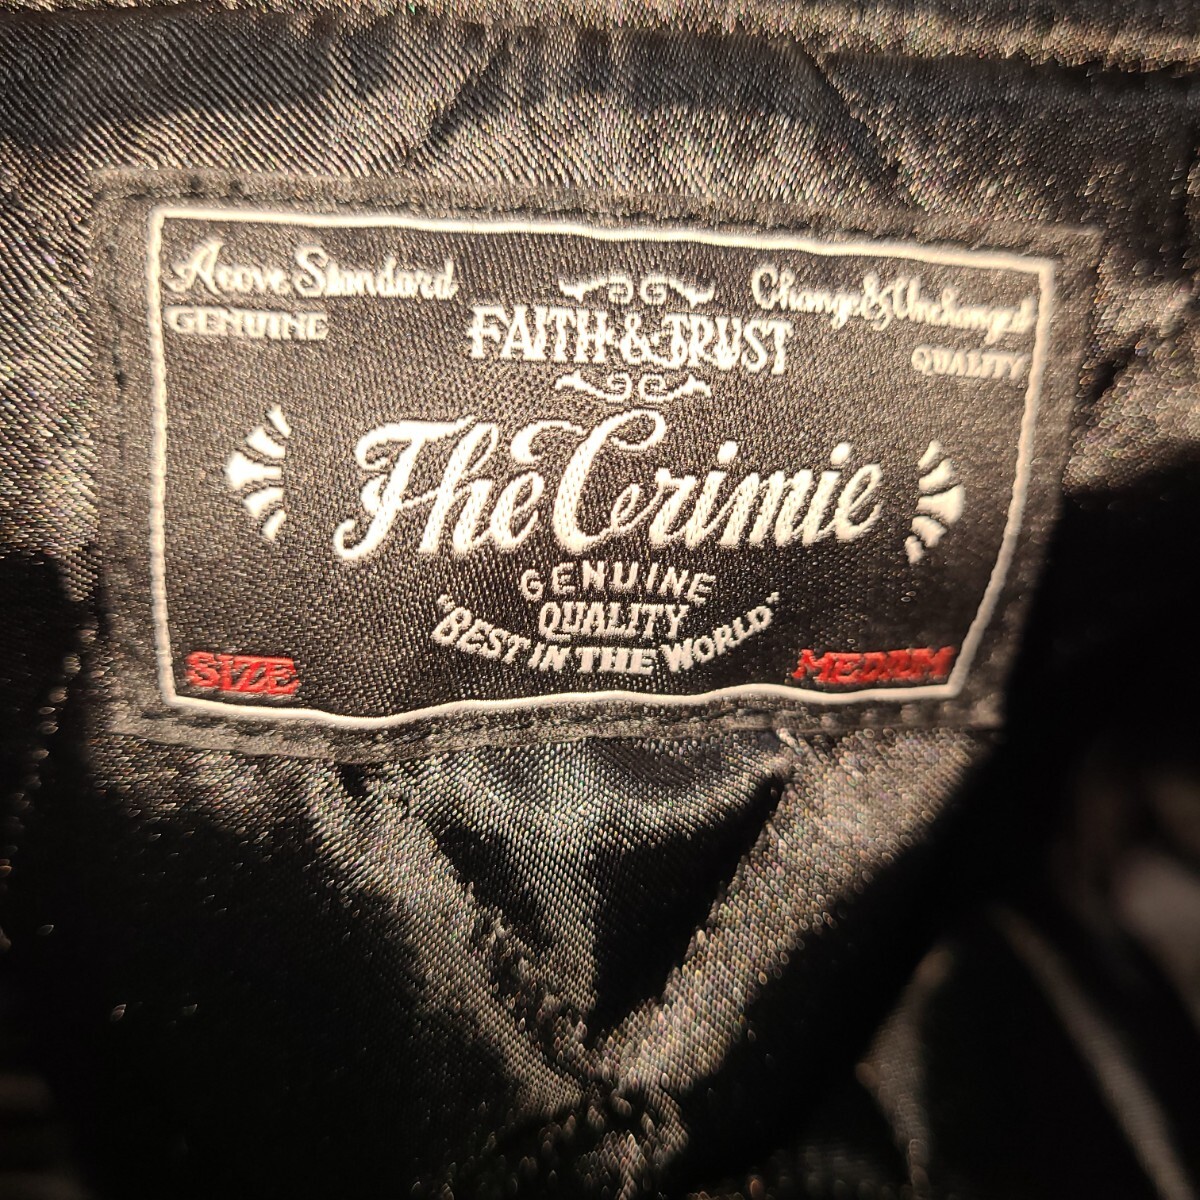 Above Standard
GENUINE
FAITH & TRUST
Change & Unchanged
QUALITY
The Crimie
GENUINE
QUALITY
"BEST IN THE WORLD"
SIZE
MEDIUM